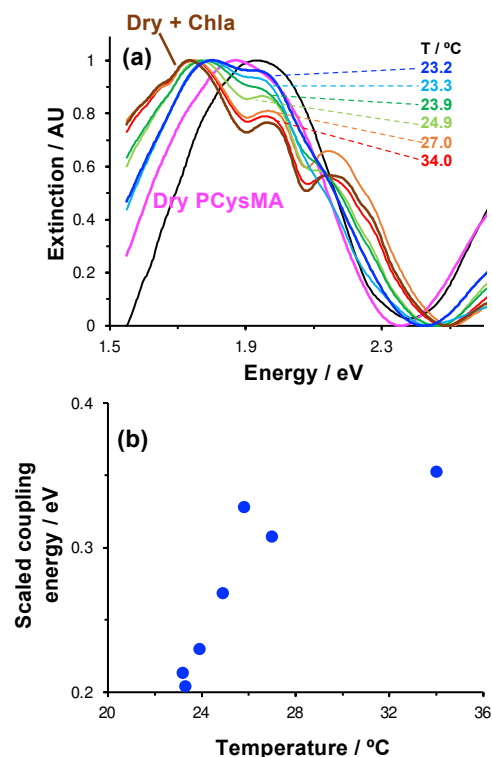 Dry + Chla
(a)
T / ºC
23.2
23.3
23.9
24.9
27.0
34.0
Dry PCysMA
Extinction / AU
1
0.8
0.6
0.4
0.2
0
1.5
1.9
2.3
Energy / eV
(b)
Scaled coupling
energy / eV
0.4
0.3
0.2
20
24
28
32
36
Temperature / ºC